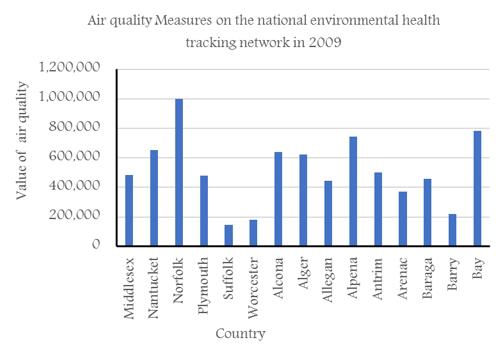 Air quality Measures on the national environmental health
tracking network in 2009
Value of air quality
1,200,000
1,000,000
800,000
600,000
400,000
200,000
0
Middlesex
Nantucket
Norfolk
Plymouth
Suffolk
Worcester
Alcona
Alger
Allegan
Alpena
Antrim
Arenac
Baraga
Barry
Bay
Country